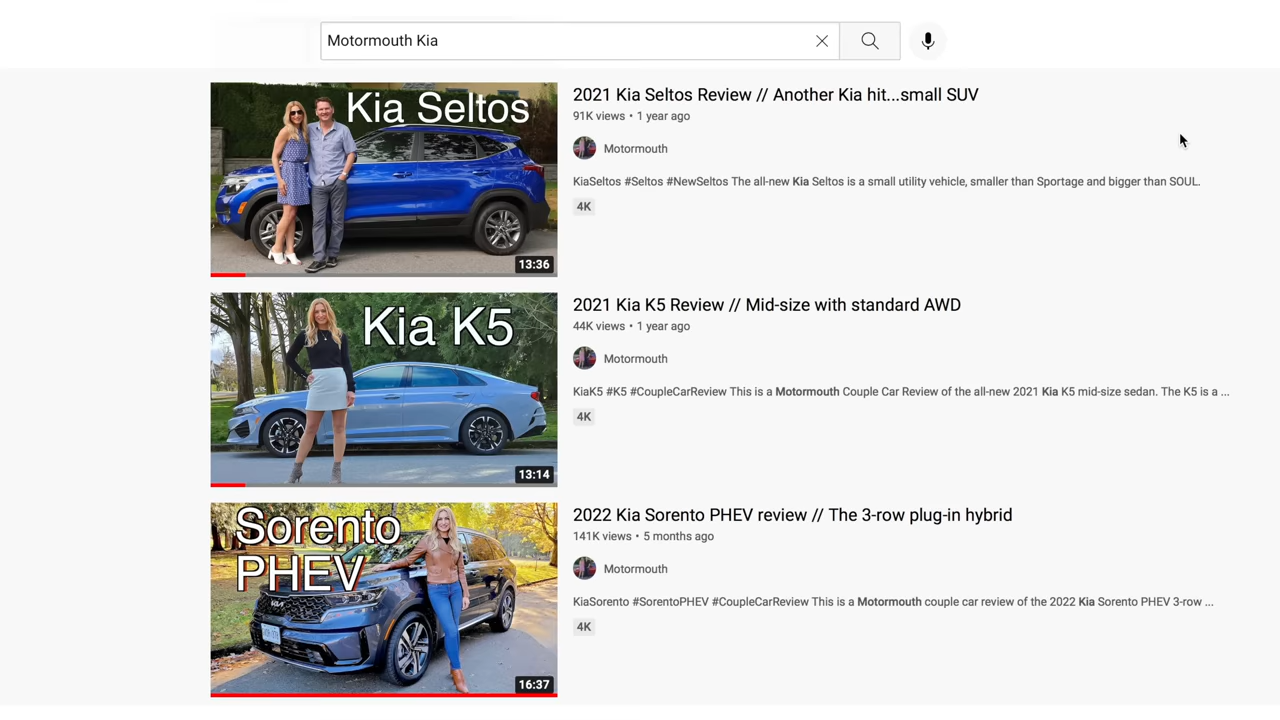 Motormouth Kia
Kia Seltos
13:36
2021 Kia Seltos Review // Another Kia hit...small SUV
91K views • 1 year ago
Motormouth
KiaSeltos #Seltos #NewSeltos The all-new Kia Seltos is a small utility vehicle, smaller than Sportage and bigger than SOUL.
4K
Kia K5
13:14
2021 Kia K5 Review // Mid-size with standard AWD
44K views • 1 year ago
Motormouth
KiaK5 #K5 #CoupleCarReview This is a Motormouth Couple Car Review of the all-new 2021 Kia K5 mid-size sedan. The K5 is a ...
4K
Sorento
PHEV
16:37
2022 Kia Sorento PHEV review // The 3-row plug-in hybrid
141K views • 5 months ago
Motormouth
KiaSorento #SorentoPHEV #CoupleCarReview This is a Motormouth couple car review of the 2022 Kia Sorento PHEV 3-row ...
4K